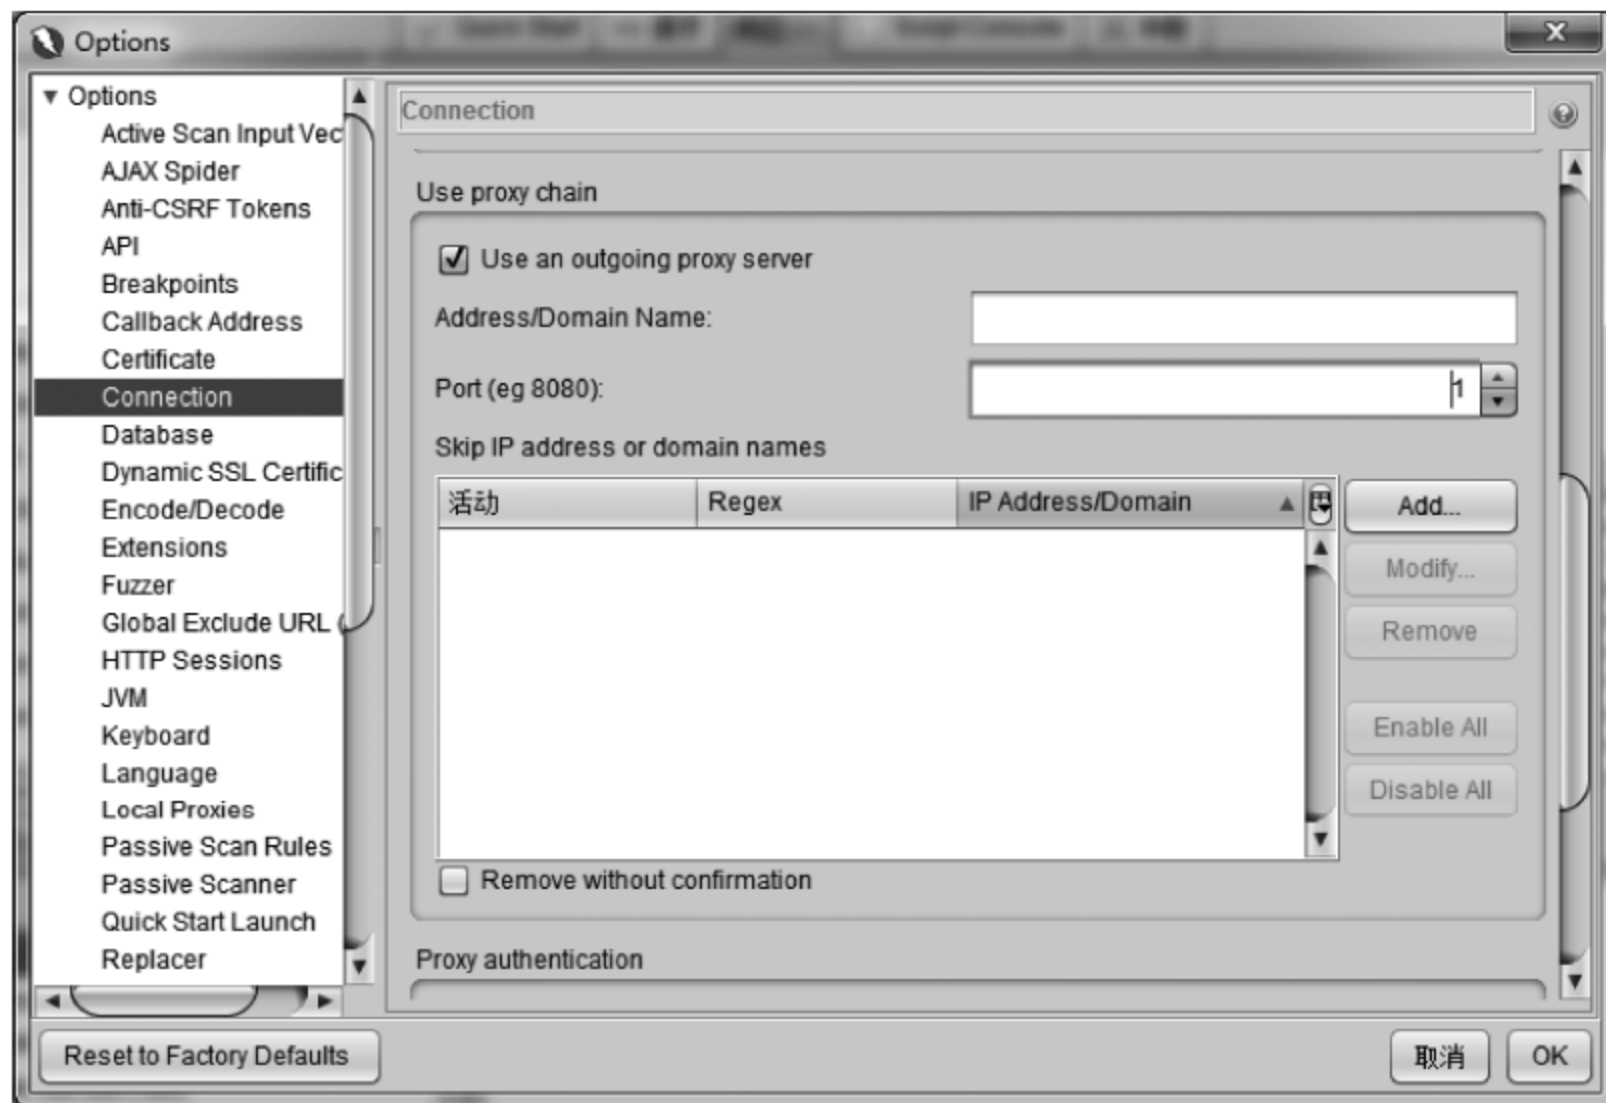 Options
Options
Active Scan Input Vec
AJAX Spider
Anti-CSRF Tokens
API
Breakpoints
Callback Address
Certificate
Connection
Database
Dynamic SSL Certific
Encode/Decode
Extensions
Fuzzer
Global Exclude URL (
HTTP Sessions
JVM
Keyboard
Language
Local Proxies
Passive Scan Rules
Passive Scanner
Quick Start Launch
Replacer
Connection
Use proxy chain
Use an outgoing proxy server
Address/Domain Name:
Port (eg 8080):
1
Skip IP address or domain names
活动 Regex IP Address/Domain
Add...
Modify...
Remove
Enable All
Disable All
Remove without confirmation
Proxy authentication
Reset to Factory Defaults
取消
OK